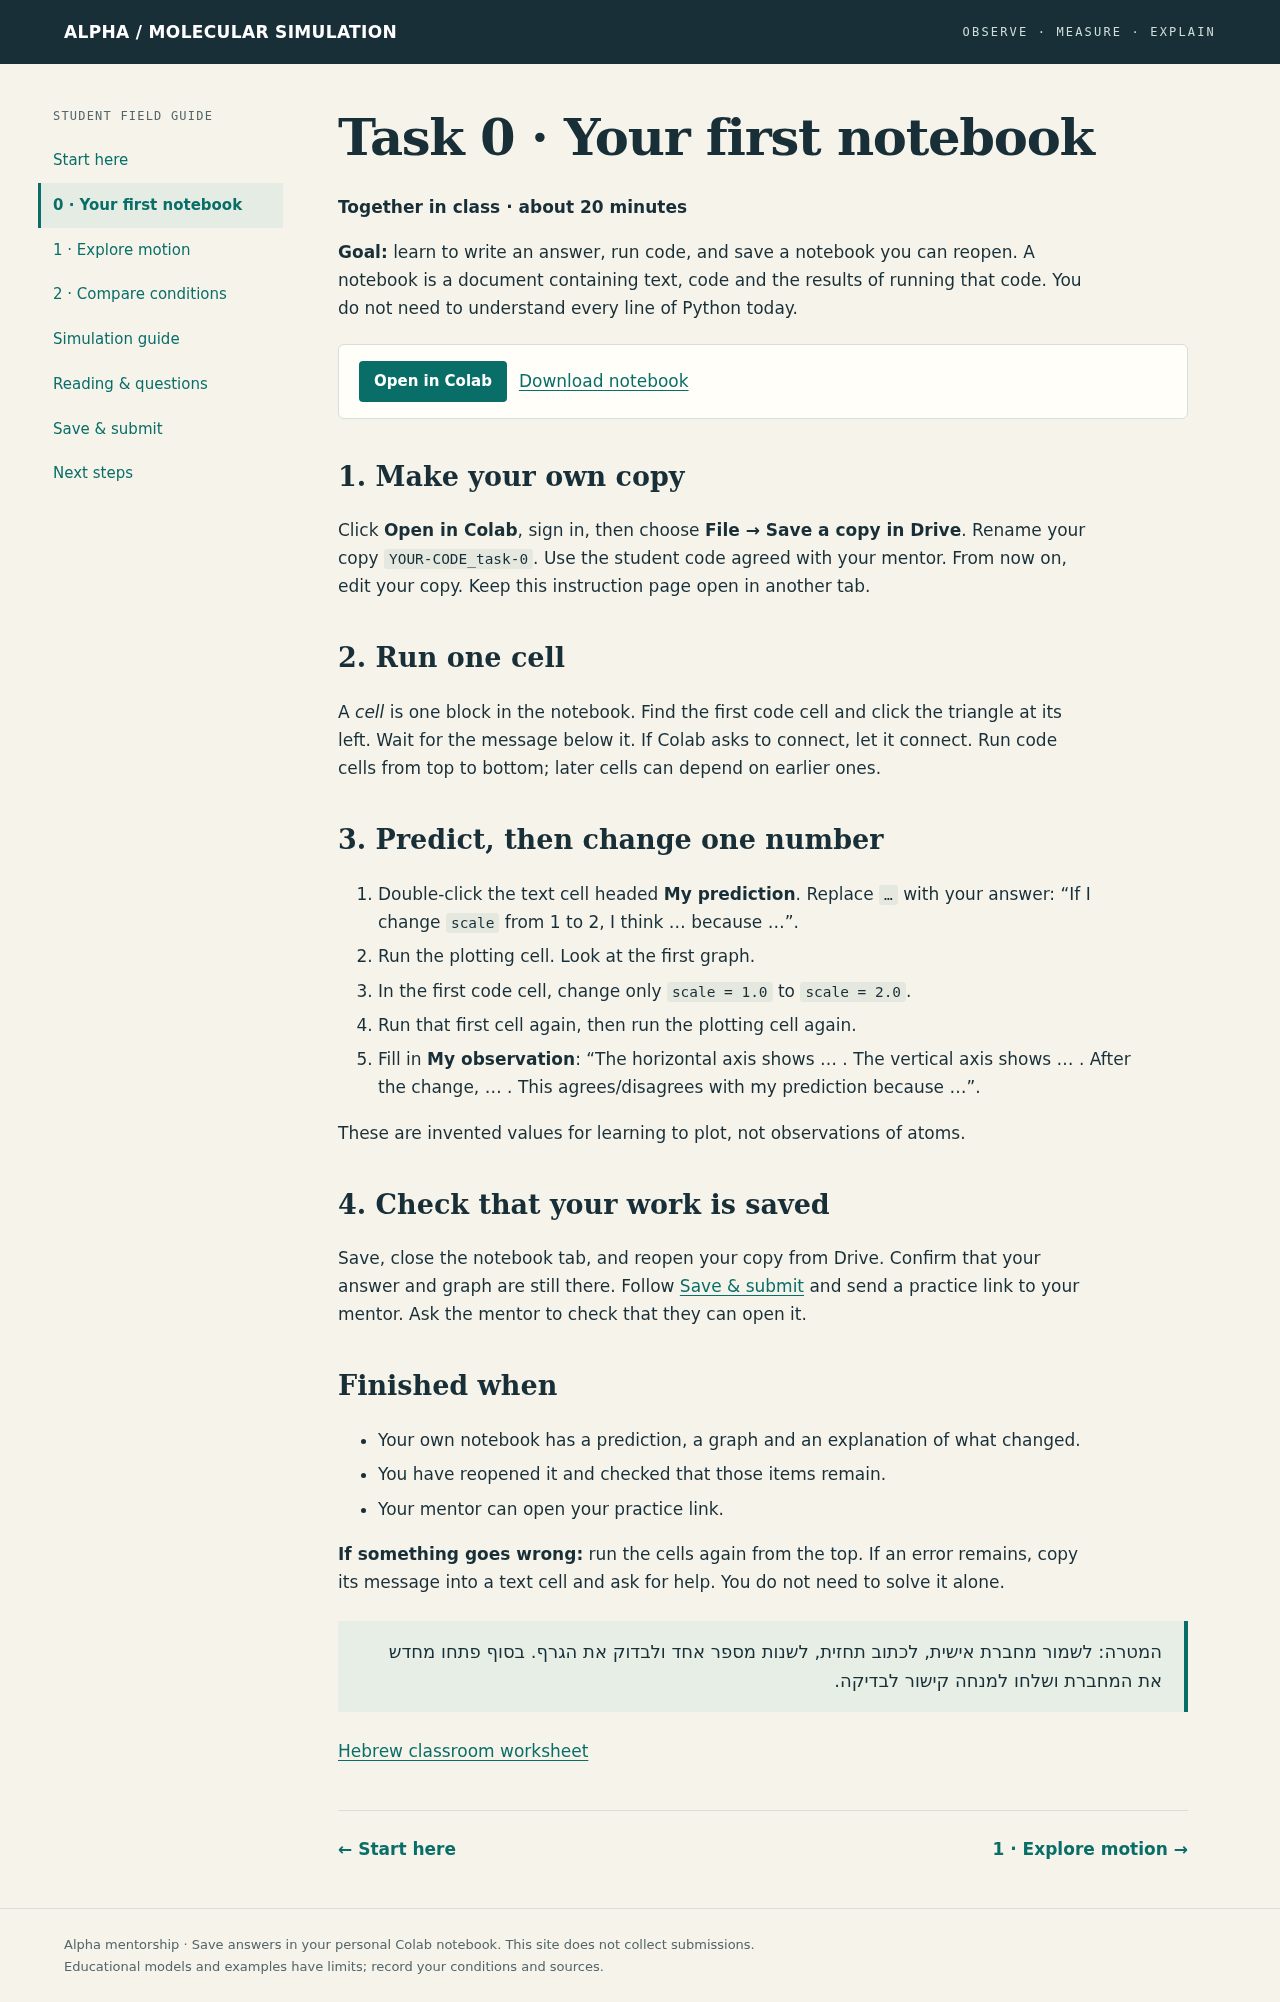 ALPHA / MOLECULAR SIMULATION
OBSERVE · MEASURE · EXPLAIN
STUDENT FIELD GUIDE
Start here
0 · Your first notebook
1 · Explore motion
2 · Compare conditions
Simulation guide
Reading & questions
Save & submit
Next steps
Task 0 · Your first notebook
Together in class · about 20 minutes
Goal: learn to write an answer, run code, and save a notebook you can reopen. A
notebook is a document containing text, code and the results of running that code. You
do not need to understand every line of Python today.
Open in Colab Download notebook
1. Make your own copy
Click Open in Colab, sign in, then choose File → Save a copy in Drive. Rename your
copy YOUR-CODE_task-0. Use the student code agreed with your mentor. From now on,
edit your copy. Keep this instruction page open in another tab.
2. Run one cell
A cell is one block in the notebook. Find the first code cell and click the triangle at its
left. Wait for the message below it. If Colab asks to connect, let it connect. Run code
cells from top to bottom; later cells can depend on earlier ones.
3. Predict, then change one number
1. Double-click the text cell headed My prediction. Replace … with your answer: “If I
change scale from 1 to 2, I think … because …”.
2. Run the plotting cell. Look at the first graph.
3. In the first code cell, change only scale = 1.0 to scale = 2.0.
4. Run that first cell again, then run the plotting cell again.
5. Fill in My observation: “The horizontal axis shows … . The vertical axis shows … . After
the change, … . This agrees/disagrees with my prediction because …”.
These are invented values for learning to plot, not observations of atoms.
4. Check that your work is saved
Save, close the notebook tab, and reopen your copy from Drive. Confirm that your
answer and graph are still there. Follow Save & submit and send a practice link to your
mentor. Ask the mentor to check that they can open it.
Finished when
• Your own notebook has a prediction, a graph and an explanation of what changed.
• You have reopened it and checked that those items remain.
• Your mentor can open your practice link.
If something goes wrong: run the cells again from the top. If an error remains, copy
its message into a text cell and ask for help. You do not need to solve it alone.
המטרה: לשמור מחברת אישית, לכתוב תחזית, לשנות מספר אחד ולבדוק את הגרף. בסוף פתחו מחדש
את המחברת ושלחו למנחה קישור לבדיקה.
Hebrew classroom worksheet
← Start here
1 · Explore motion →
Alpha mentorship · Save answers in your personal Colab notebook. This site does not collect submissions.
Educational models and examples have limits; record your conditions and sources.